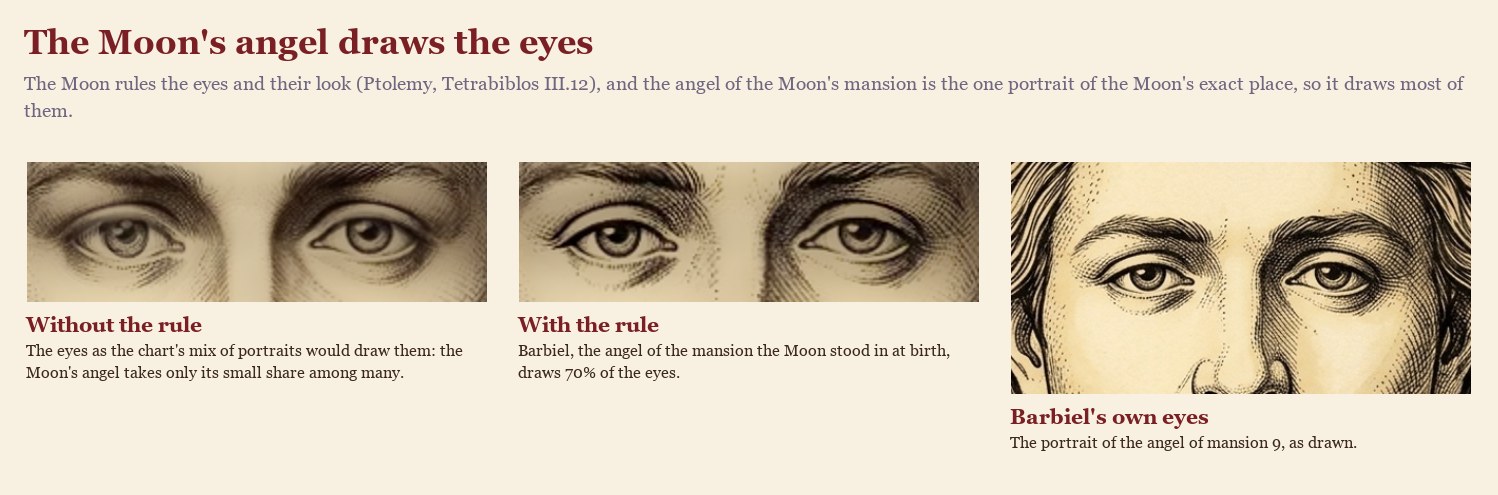 The Moon's angel draws the eyes
The Moon rules the eyes and their look (Ptolemy, Tetrabiblos III.12), and the angel of the Moon's mansion is the one portrait of the Moon's exact place, so it draws most of
them.
Without the rule
The eyes as the chart's mix of portraits would draw them: the
Moon's angel takes only its small share among many.
With the rule
Barbiel, the angel of the mansion the Moon stood in at birth,
draws 70% of the eyes.
Barbiel's own eyes
The portrait of the angel of mansion 9, as drawn.